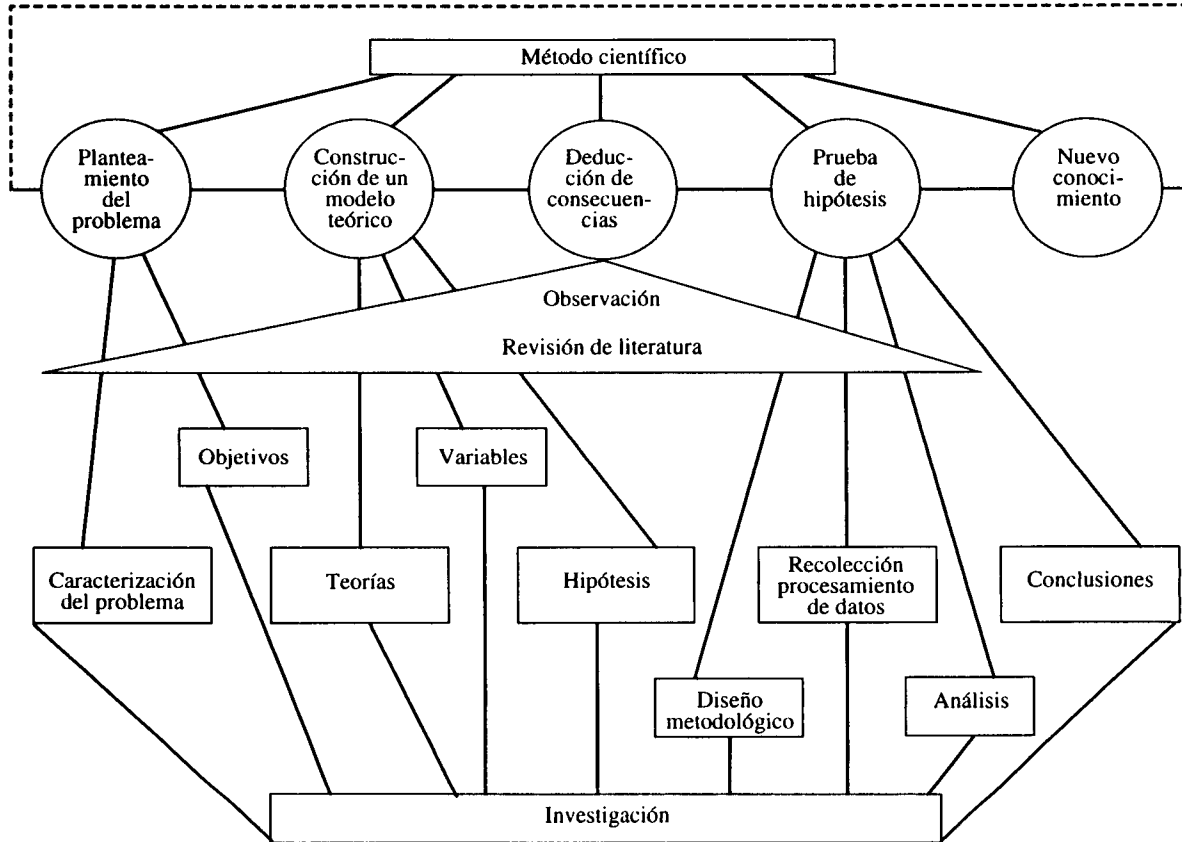 Método científico
Plantea-
miento
del
problema
Construc-
ción de un
modelo
teórico
Deduc-
ción de
consecuen-
cias
Prueba
de
hipótesis
Nuevo
conoci-
miento
Observación
Revisión de literatura
Objetivos
Variables
Caracterización
del problema
Teorías
Hipótesis
Recolección
procesamiento
de datos
Conclusiones
Diseño
metodológico
Análisis
Investigación